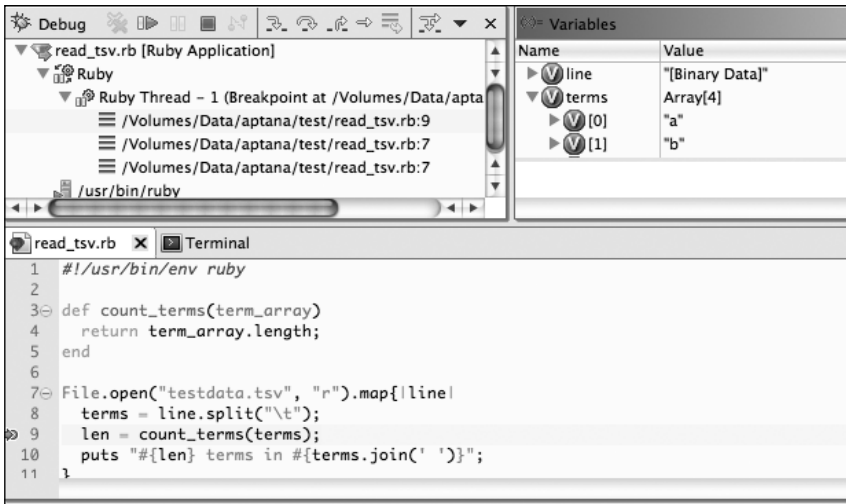 Debug
read_tsv.rb [Ruby Application]
Ruby
Ruby Thread – 1 (Breakpoint at /Volumes/Data/apta
/Volumes/Data/aptana/test/read_tsv.rb:9
/Volumes/Data/aptana/test/read_tsv.rb:7
/Volumes/Data/aptana/test/read_tsv.rb:7
/usr/bin/ruby
(x)= Variables
Name Value
line "[Binary Data]"
terms Array[4]
[0] "a"
[1] "b"
read_tsv.rb Terminal
1 #!/usr/bin/env ruby
2
3 def count_terms(term_array)
4 return term_array.length;
5 end
6
7 File.open("testdata.tsv", "r").map{|line|
8 terms = line.split("\t");
9 len = count_terms(terms);
10 puts "#{len} terms in #{terms.join(' ')}";
11 }